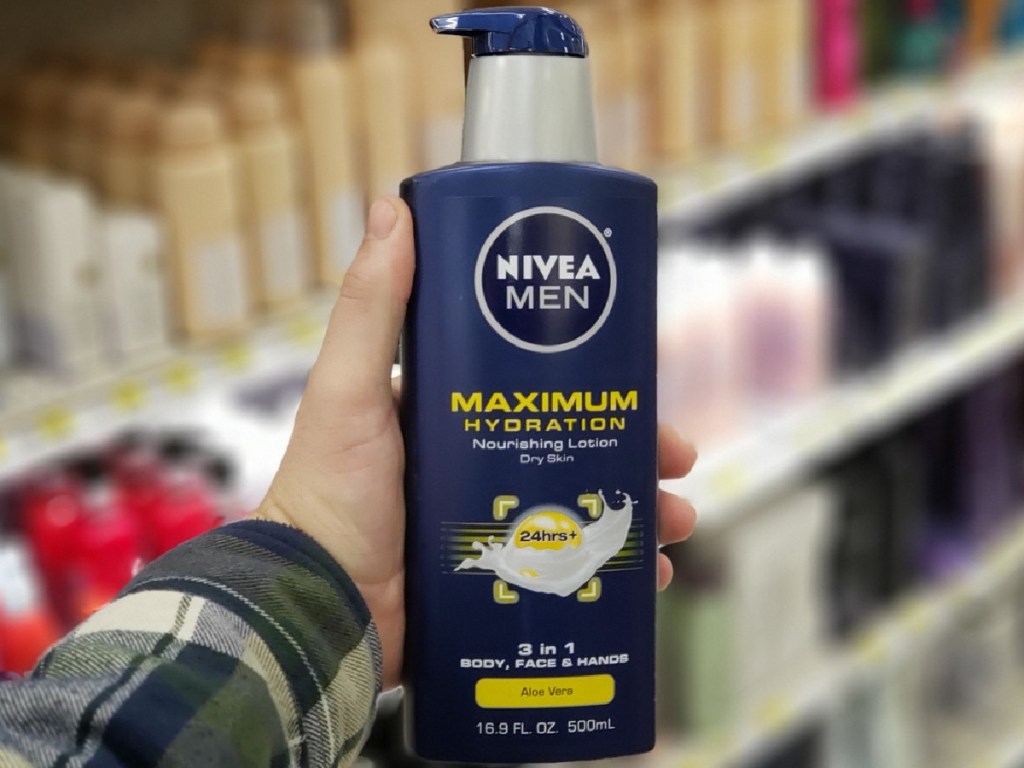 NIVEA®
MEN
MAXIMUM
HYDRATION
Nourishing Lotion
Dry Skin
24hrs+
3 in 1
BODY, FACE & HANDS
Aloe Vera
16.9 FL. OZ. 500mL